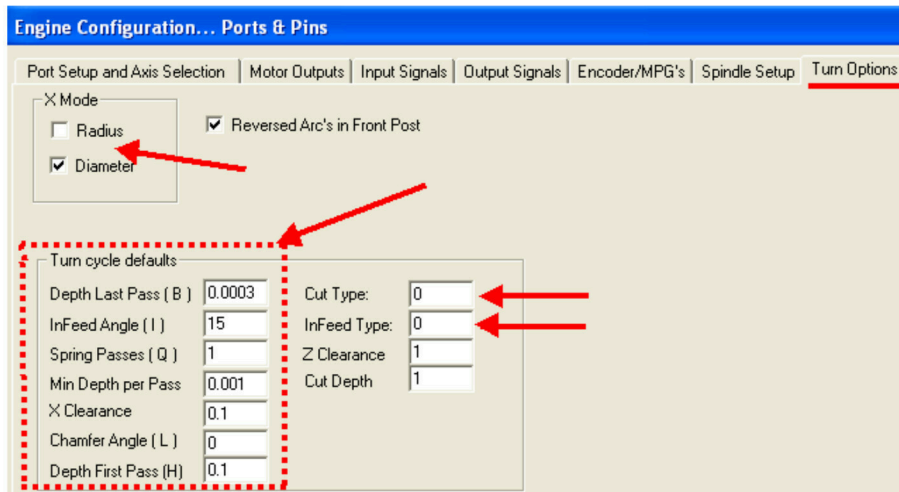 Engine Configuration... Ports & Pins
Port Setup and Axis Selection Motor Outputs Input Signals Output Signals Encoder/MPG's Spindle Setup Turn Options
X Mode
Radius
Reversed Arc's in Front Post
Diameter
Turn cycle defaults
Depth Last Pass ( B ) 0.0003 Cut Type: 0
InFeed Angle ( I ) 15 InFeed Type: 0
Spring Passes ( Q ) 1 Z Clearance 1
Min Depth per Pass 0.001 Cut Depth 1
X Clearance 0.1
Chamfer Angle ( L ) 0
Depth First Pass (H) 0.1